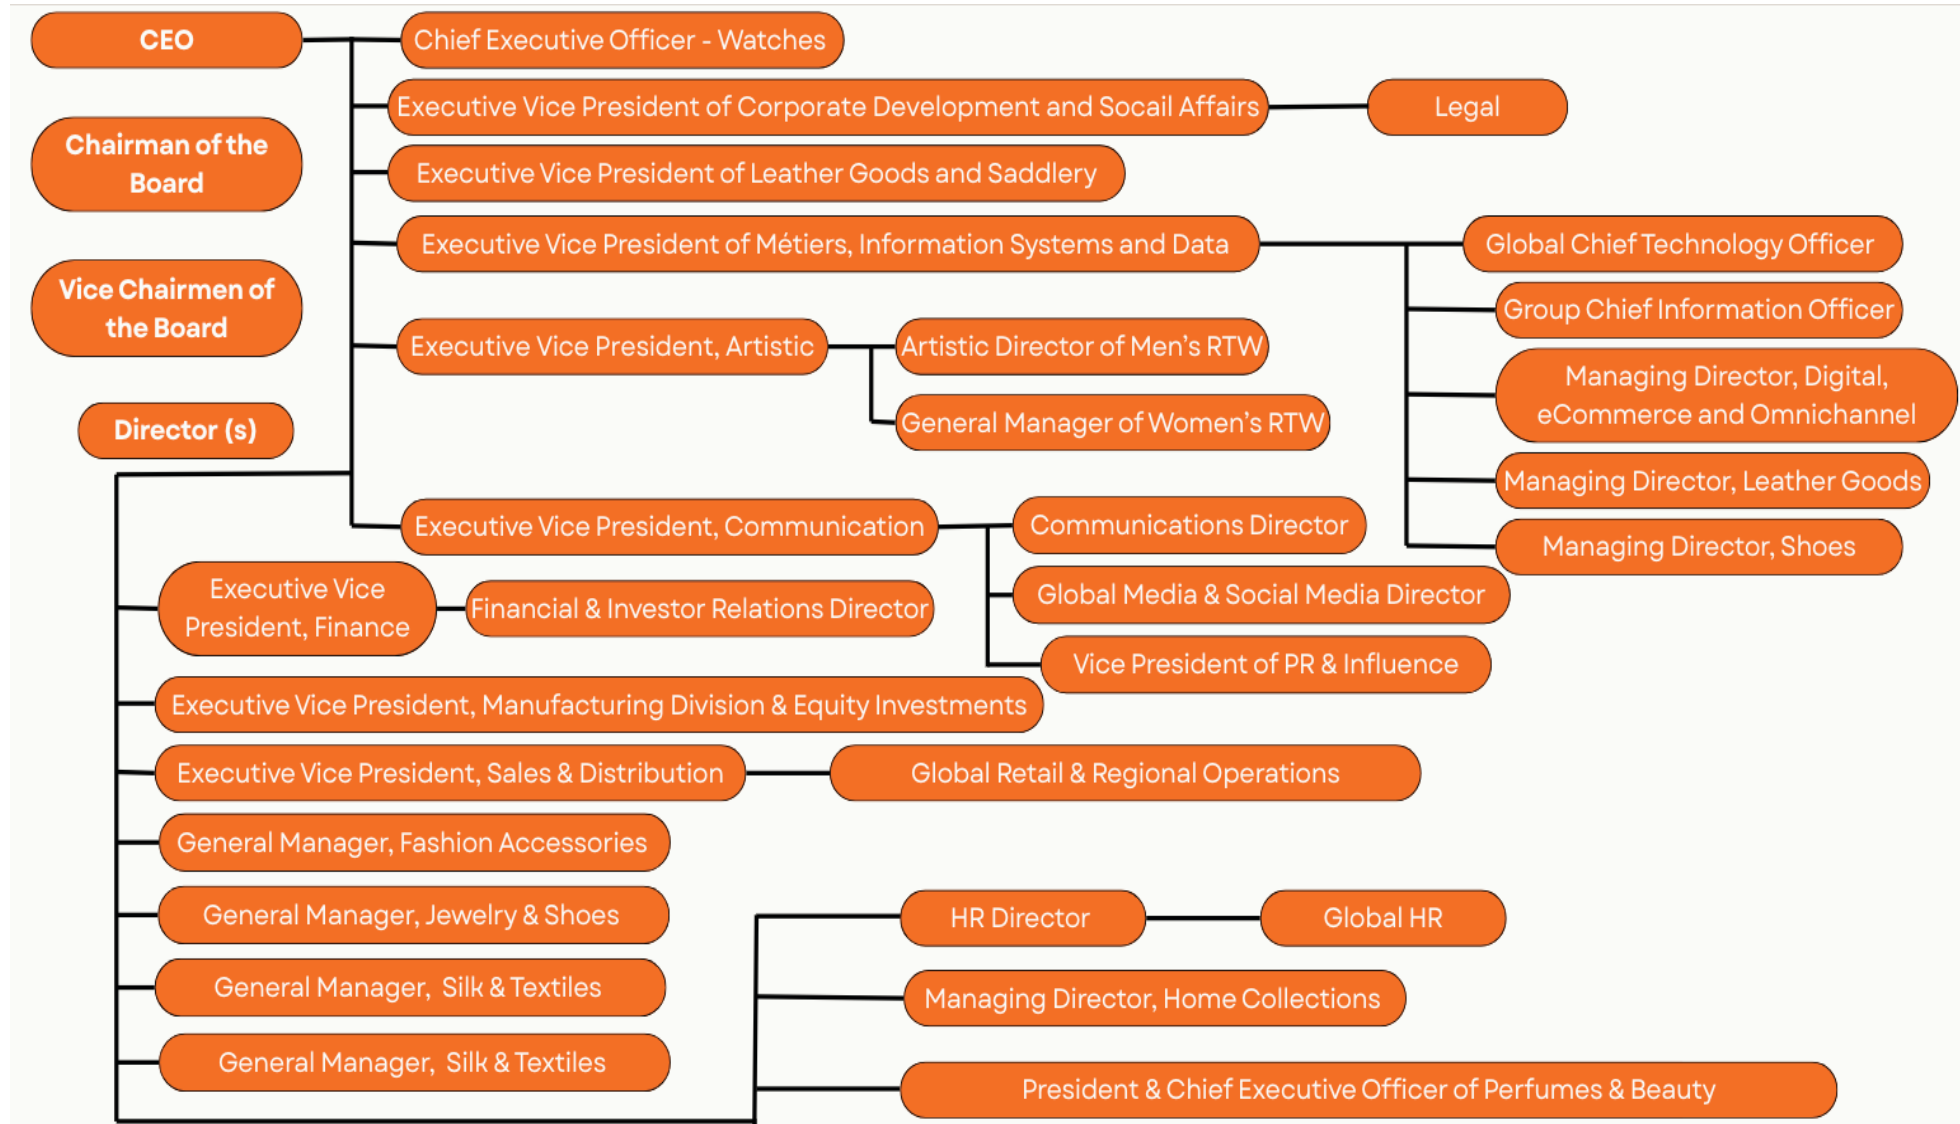 CEO
Chief Executive Officer - Watches
Executive Vice President of Corporate Development and Socail Affairs
Legal
Chairman of the
Board
Executive Vice President of Leather Goods and Saddlery
Executive Vice President of Métiers, Information Systems and Data
Global Chief Technology Officer
Vice Chairmen of
the Board
Group Chief Information Officer
Executive Vice President, Artistic
Artistic Director of Men's RTW
Managing Director, Digital,
eCommerce and Omnichannel
General Manager of Women's RTW
Director (s)
Managing Director, Leather Goods
Executive Vice President, Communication
Communications Director
Managing Director, Shoes
Executive Vice
President, Finance
Financial & Investor Relations Director
Global Media & Social Media Director
Vice President of PR & Influence
Executive Vice President, Manufacturing Division & Equity Investments
Executive Vice President, Sales & Distribution
Global Retail & Regional Operations
General Manager, Fashion Accessories
General Manager, Jewelry & Shoes
HR Director
Global HR
General Manager, Silk & Textiles
Managing Director, Home Collections
General Manager, Silk & Textiles
President & Chief Executive Officer of Perfumes & Beauty